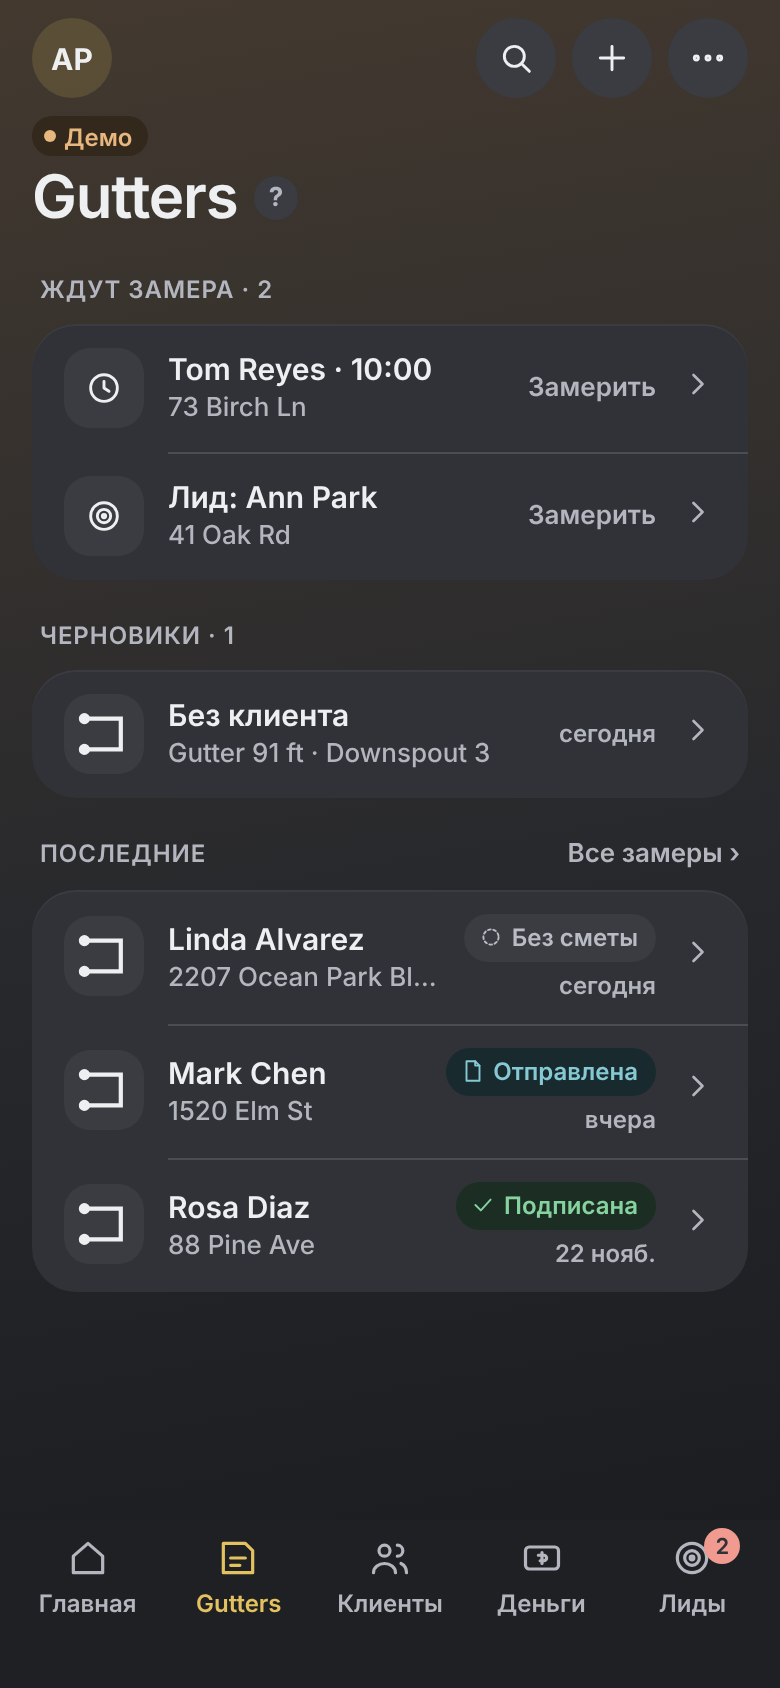 AP
Демо
Gutters ?
ЖДУТ ЗАМЕРА · 2
Tom Reyes · 10:00
73 Birch Ln
Замерить
Лид: Ann Park
41 Oak Rd
Замерить
ЧЕРНОВИКИ · 1
Без клиента
Gutter 91 ft · Downspout 3
сегодня
ПОСЛЕДНИЕ
Все замеры ›
Linda Alvarez
2207 Ocean Park Bl...
Без сметы
сегодня
Mark Chen
1520 Elm St
Отправлена
вчера
Rosa Diaz
88 Pine Ave
Подписана
22 нояб.
2
Главная
Gutters
Клиенты
Деньги
Лиды